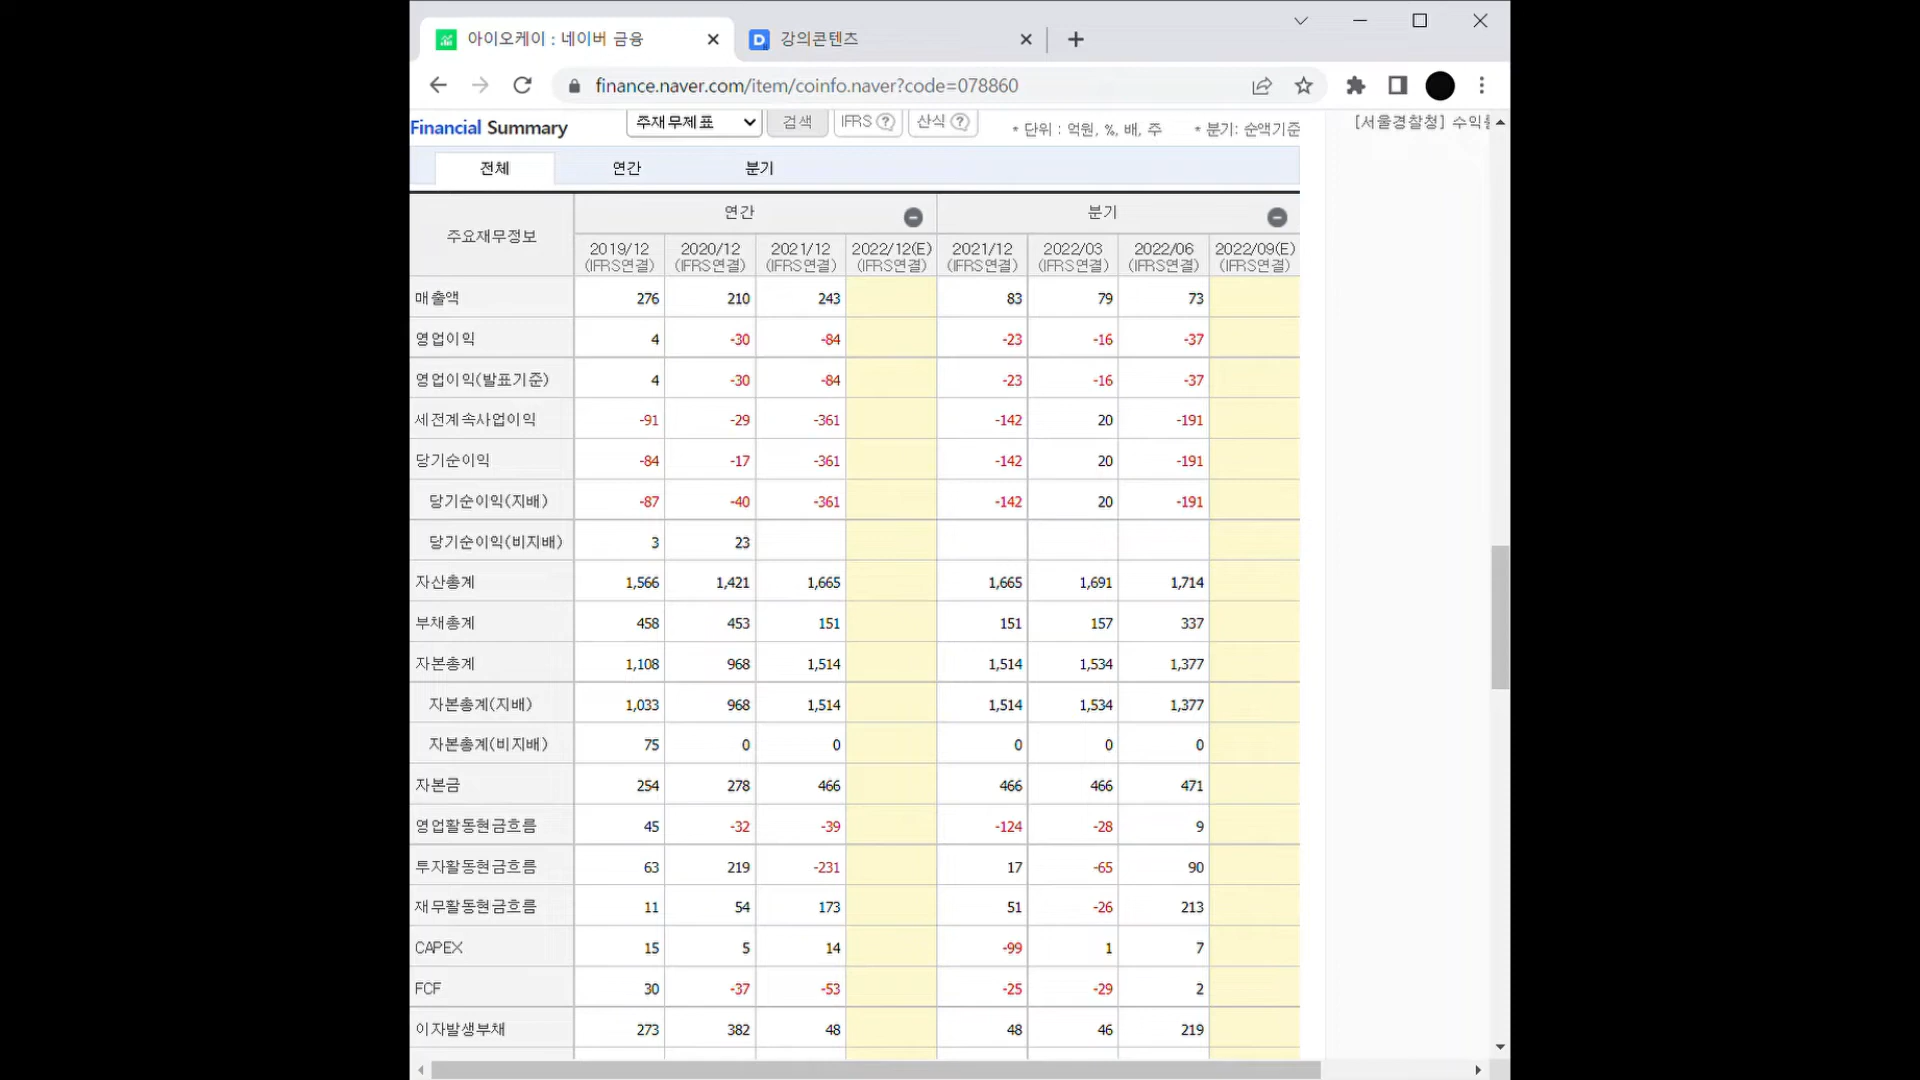 아이오케이 : 네이버 금융
강의콘텐츠
finance.naver.com/item/coinfo.naver?code=078860
Financial Summary 주재무제표 검색 IFRS ? 산식 ? * 단위 : 억원, %, 배, 주 * 분기: 순액기준
[서울경찰청] 수익률
전체 연간 분기
주요재무정보 연간 분기
2019/12 2020/12 2021/12 2022/12(E) 2021/12 2022/03 2022/06 2022/09(E)
(IFRS연결) (IFRS연결) (IFRS연결) (IFRS연결) (IFRS연결) (IFRS연결) (IFRS연결) (IFRS연결)
매출액 276 210 243 83 79 73
영업이익 4 -30 -84 -23 -16 -37
영업이익(발표기준) 4 -30 -84 -23 -16 -37
세전계속사업이익 -91 -29 -361 -142 20 -191
당기순이익 -84 -17 -361 -142 20 -191
당기순이익(지배) -87 -40 -361 -142 20 -191
당기순이익(비지배) 3 23
자산총계 1,566 1,421 1,665 1,665 1,691 1,714
부채총계 458 453 151 151 157 337
자본총계 1,108 968 1,514 1,514 1,534 1,377
자본총계(지배) 1,033 968 1,514 1,514 1,534 1,377
자본총계(비지배) 75 0 0 0 0 0
자본금 254 278 466 466 466 471
영업활동현금흐름 45 -32 -39 -124 -28 9
투자활동현금흐름 63 219 -231 17 -65 90
재무활동현금흐름 11 54 173 51 -26 213
CAPEX 15 5 14 -99 1 7
FCF 30 -37 -53 -25 -29 2
이자발생부채 273 382 48 48 46 219